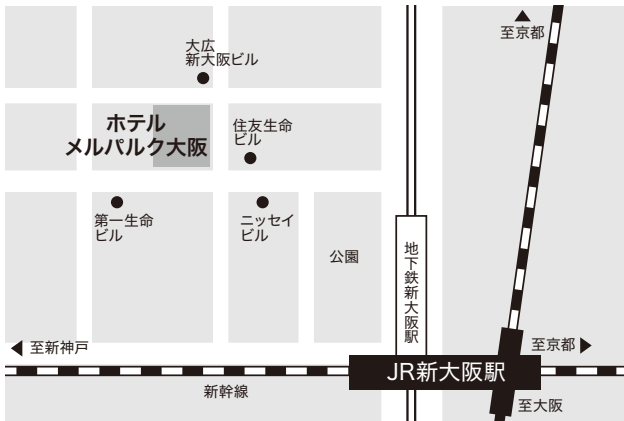 至京都
大広
新大阪ビル
ホテル
メルパルク大阪
住友生命
ビル
第一生命
ビル
ニッセイ
ビル
公園
地下鉄新大阪駅
至新神戸
至京都
JR新大阪駅
新幹線
至大阪